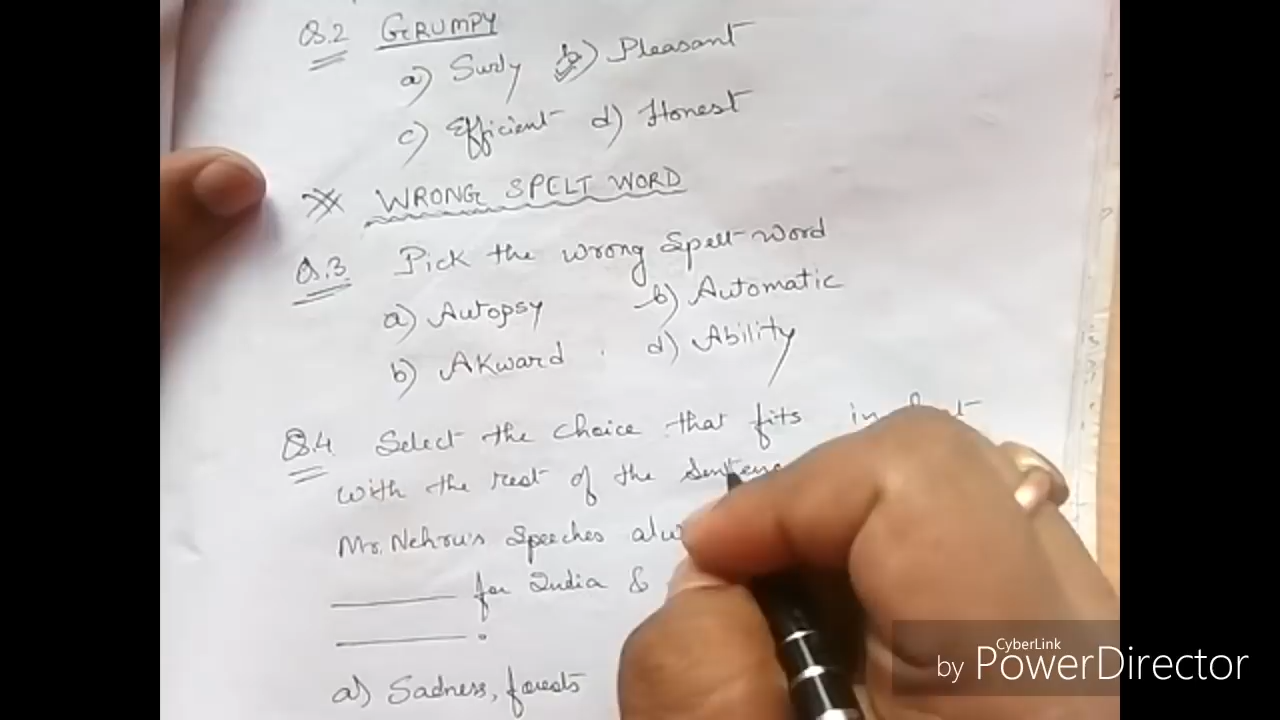 Q.2 GRUMPY
a) Surly b) Pleasant
c) Efficient d) Honest
WRONG SPELT WORD
Q.3 Pick the wrong Spelt word
a) Autopsy b) Automatic
b) Akward d) Ability
Q.4 Select the choice that fits in
with the rest of the
Mr. Nehru's Speeches
for India &
a) Sadness, forests
CyberLink
by PowerDirector